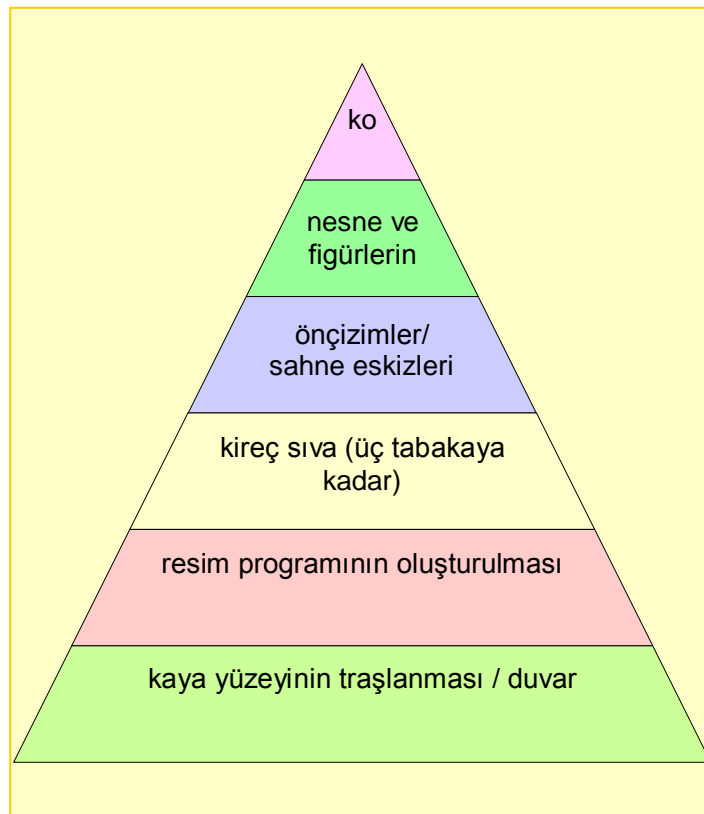 ko
nesne ve
figürlerin
önçizimler/
sahne eskizleri
kireç sıva (üç tabakaya
kadar)
resim programının oluşturulması
kaya yüzeyinin traşlanması / duvar